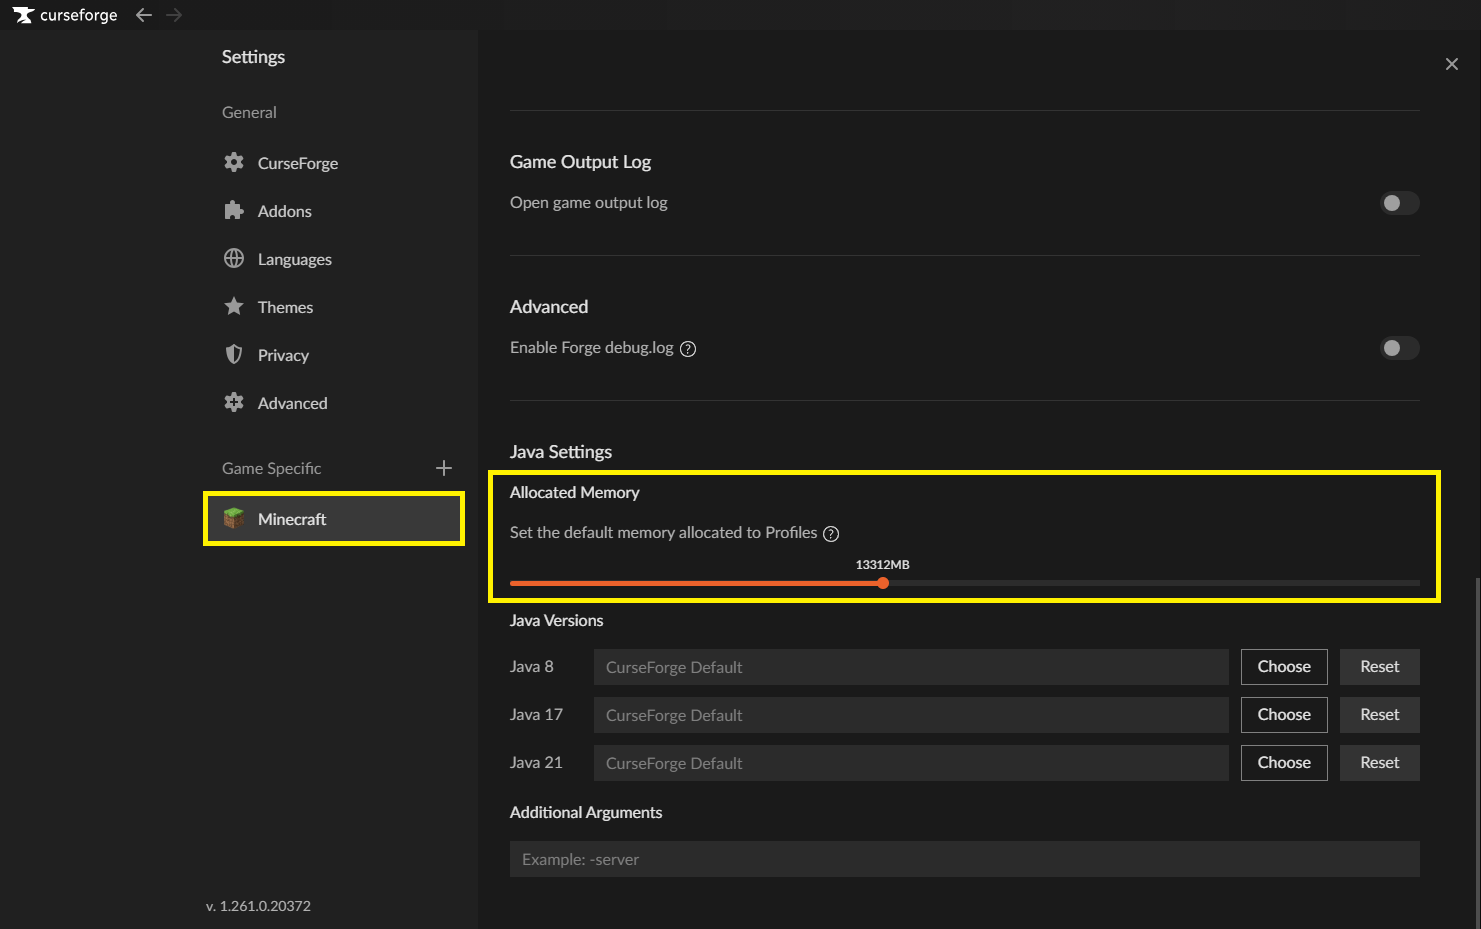 curseforge
Settings
General
CurseForge
Addons
Languages
Themes
Privacy
Advanced
Game Specific
Minecraft
v. 1.261.0.20372
Game Output Log
Open game output log
Advanced
Enable Forge debug.log ?
Java Settings
Allocated Memory
Set the default memory allocated to Profiles ?
13312MB
Java Versions
Java 8 CurseForge Default Choose Reset
Java 17 CurseForge Default Choose Reset
Java 21 CurseForge Default Choose Reset
Additional Arguments
Example: -server